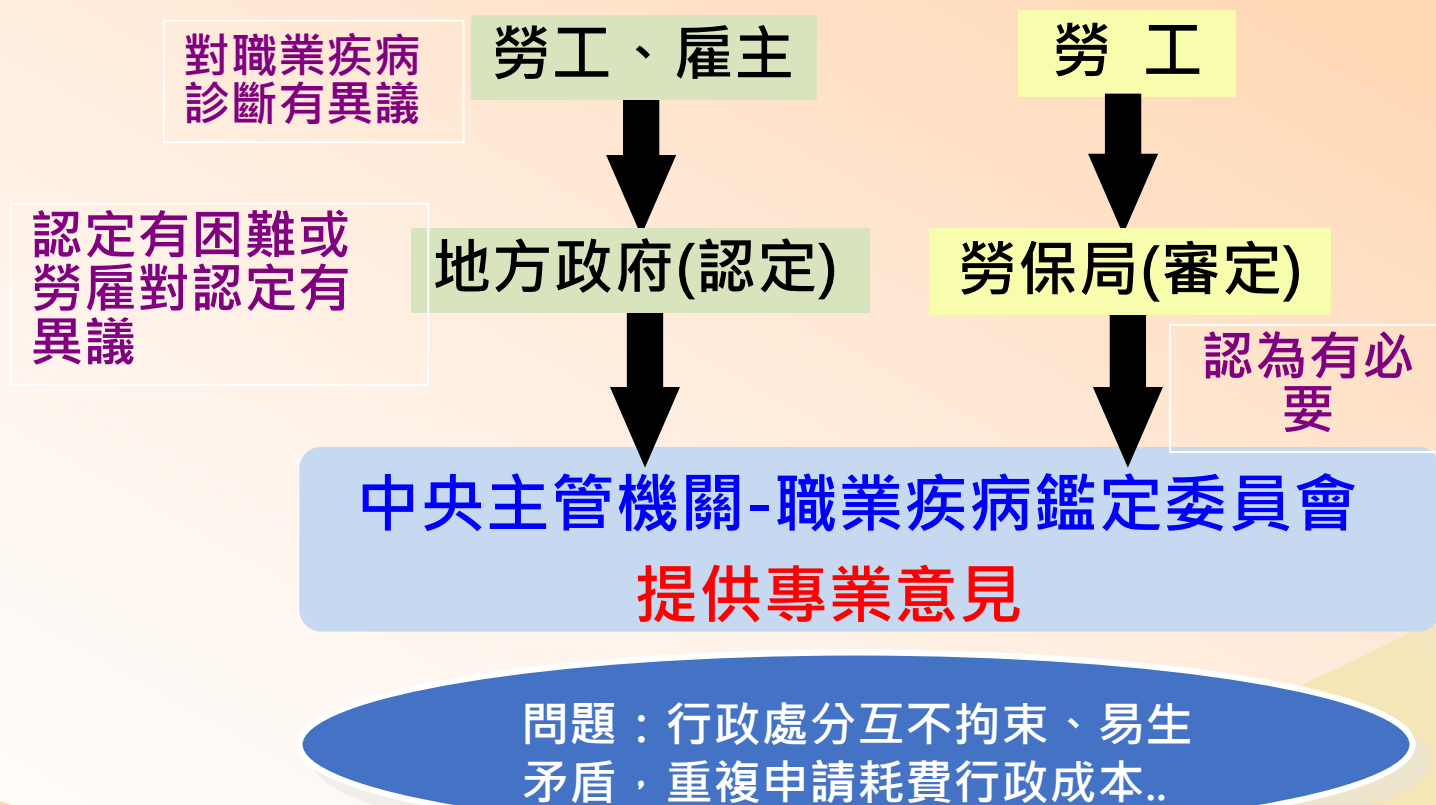 對職業疾病
診斷有異議
勞工、雇主
勞 工
認定有困難或
勞雇對認定有
異議
地方政府(認定)
勞保局(審定)
認為有必
要
中央主管機關-職業疾病鑑定委員會
提供專業意見
問題：行政處分互不拘束、易生
矛盾，重複申請耗費行政成本..